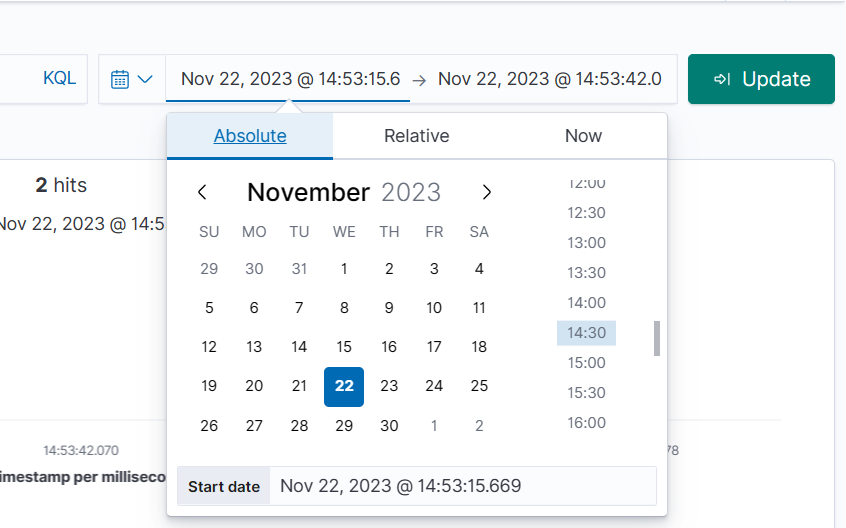 KQL
Nov 22, 2023 @ 14:53:15.6 → Nov 22, 2023 @ 14:53:42.0
Update
Absolute Relative Now
2 hits
Nov 22, 2023 @ 14:5
November 2023
SU MO TU WE TH FR SA
29 30 31 1 2 3 4
5 6 7 8 9 10 11
12 13 14 15 16 17 18
19 20 21 22 23 24 25
26 27 28 29 30 1 2
12:00
12:30
13:00
13:30
14:00
14:30
15:00
15:30
16:00
14:53:42.070
78
imestamp per milliseco
Start date Nov 22, 2023 @ 14:53:15.669